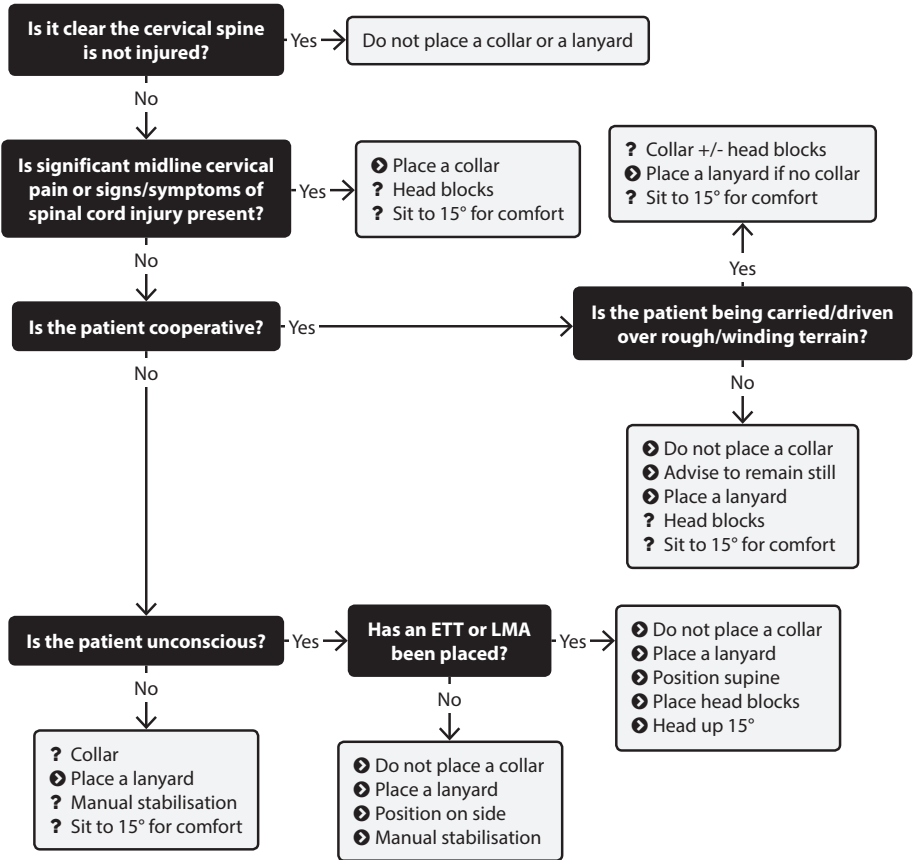 Is it clear the cervical spine
is not injured?
Yes
Do not place a collar or a lanyard
No
Is significant midline cervical
pain or signs/symptoms of
spinal cord injury present?
Yes
Place a collar
? Head blocks
? Sit to 15° for comfort
No
Is the patient cooperative?
Yes
Is the patient being carried/driven
over rough/winding terrain?
Yes
? Collar +/- head blocks
Place a lanyard if no collar
? Sit to 15° for comfort
No
Do not place a collar
Advise to remain still
Place a lanyard
? Head blocks
? Sit to 15° for comfort
No
Is the patient unconscious?
Yes
Has an ETT or LMA
been placed?
Yes
Do not place a collar
Place a lanyard
Position supine
Place head blocks
Head up 15°
No
Do not place a collar
Place a lanyard
Position on side
Manual stabilisation
No
? Collar
Place a lanyard
? Manual stabilisation
? Sit to 15° for comfort